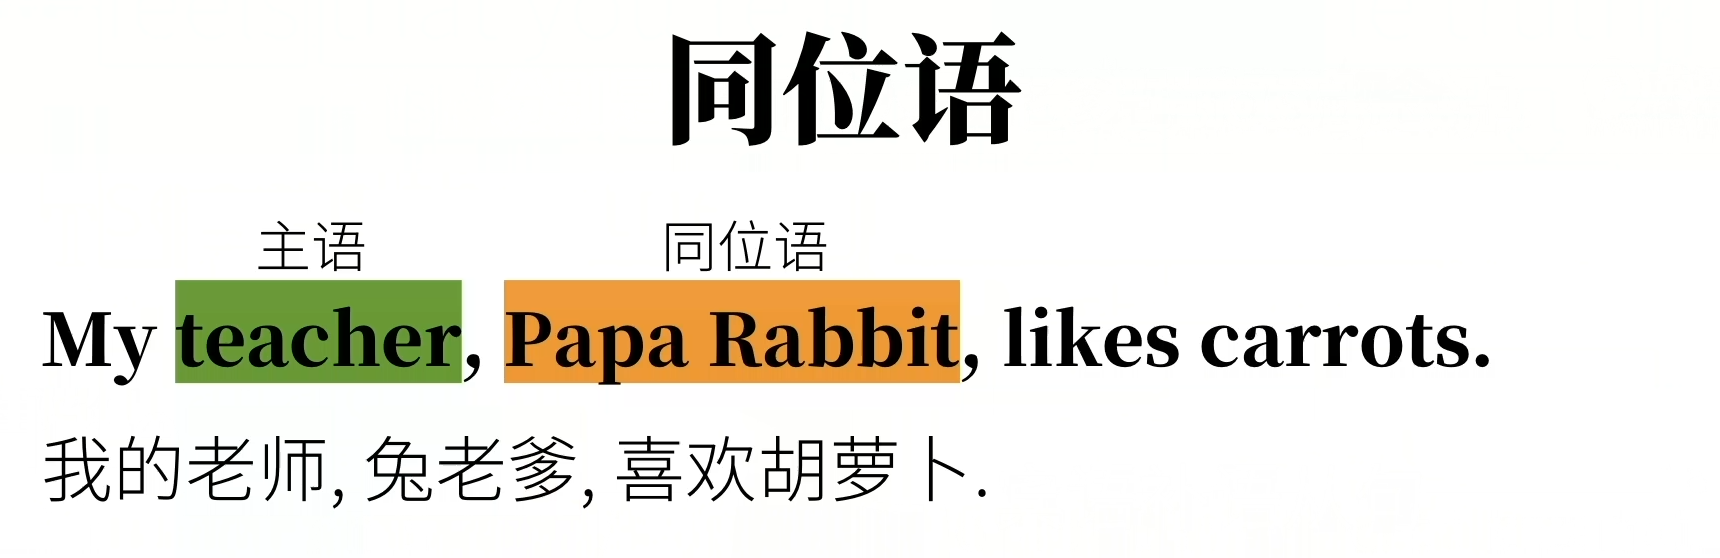 同位语
主语 同位语
My teacher, Papa Rabbit, likes carrots.
我的老师, 兔老爹, 喜欢胡萝卜.